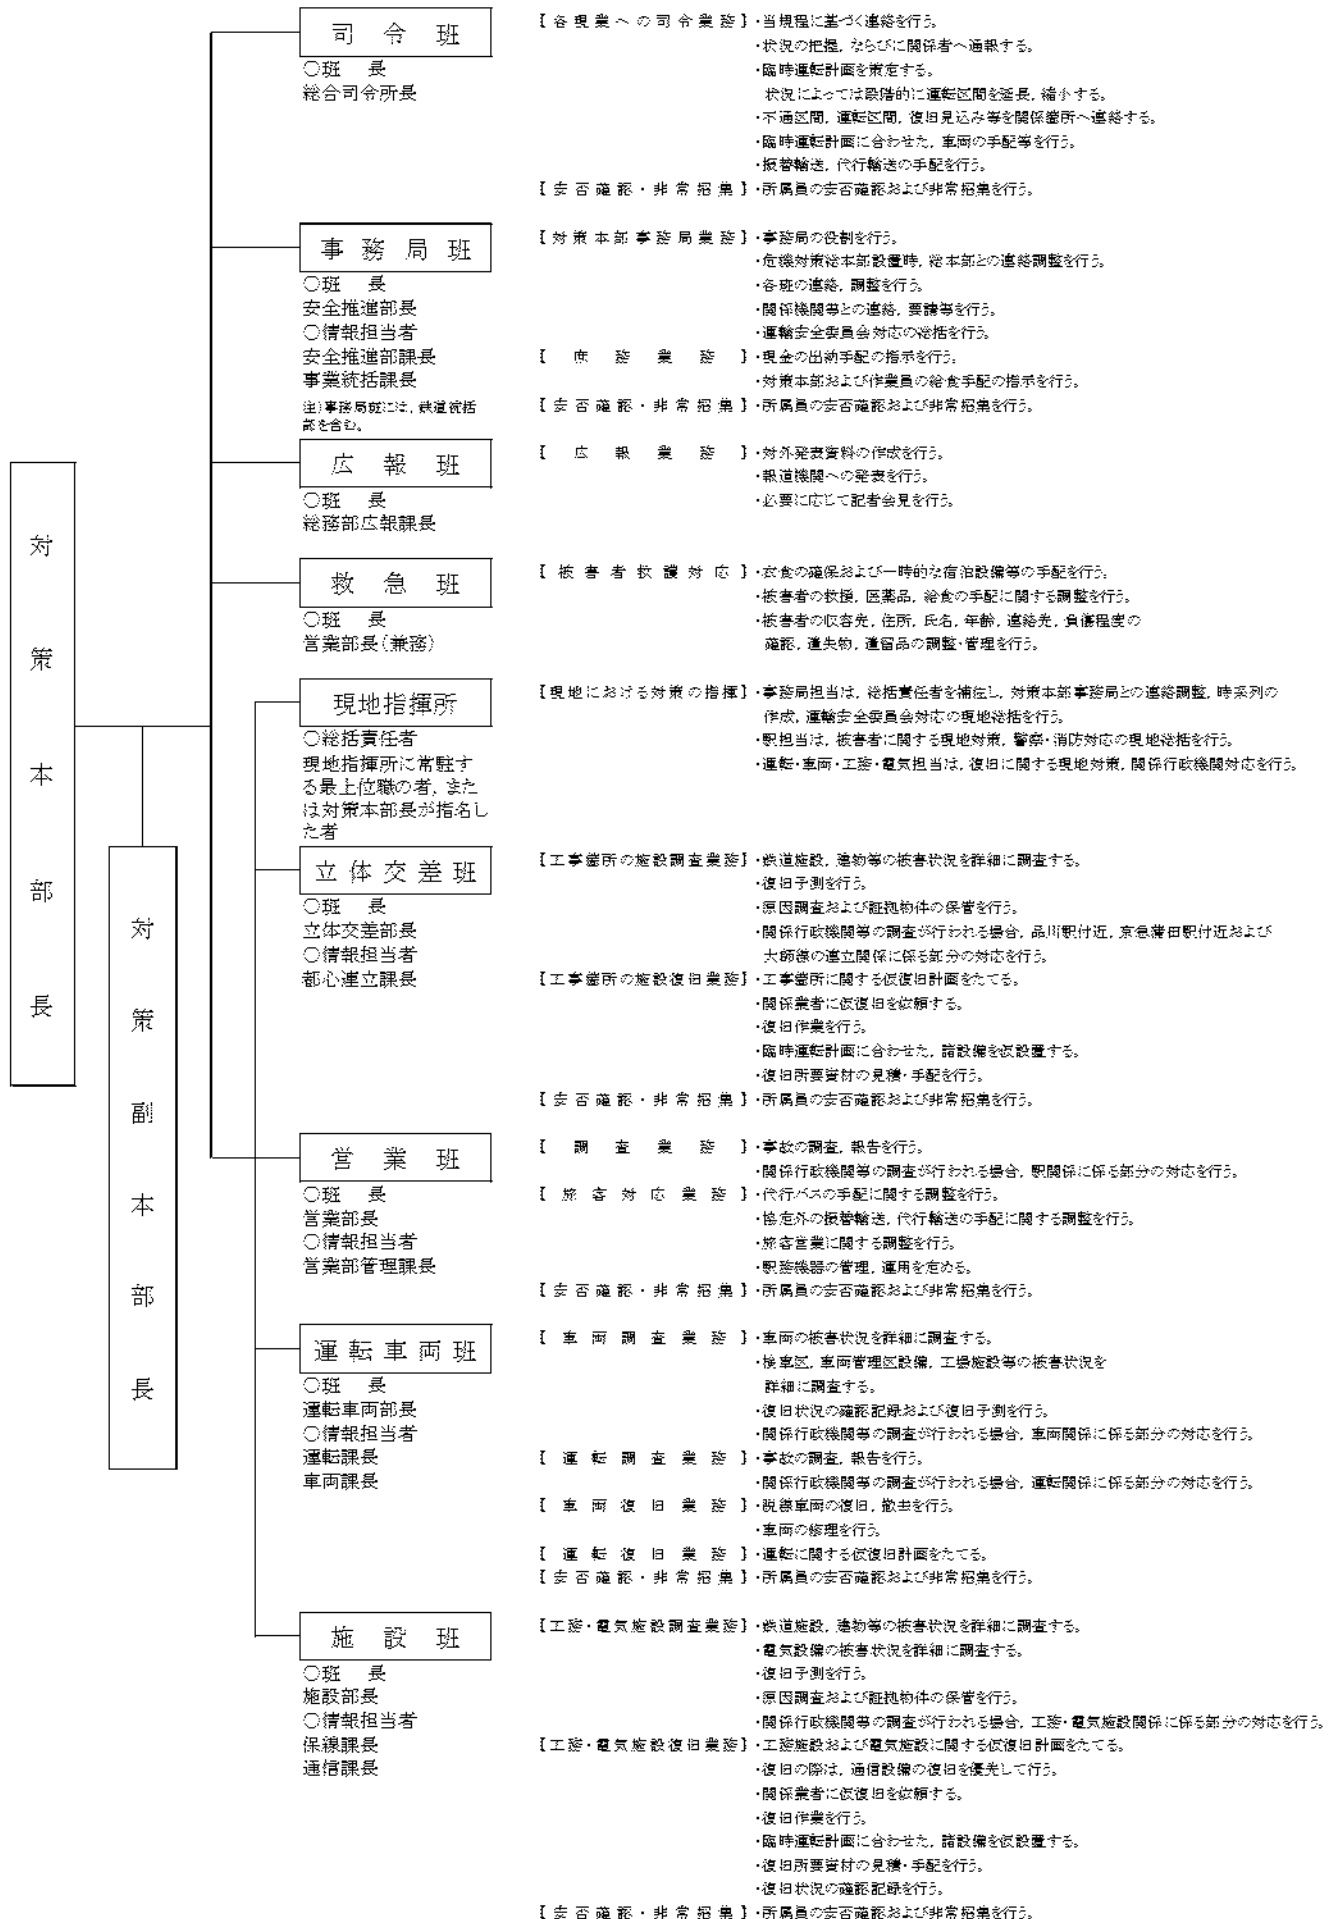 対策本部長
対策副本部長
司令班
○班　長
総合司令所長
【各現業への司令業務】・当規程に基づく連絡を行う。
・状況の把握，ならびに関係者へ通報する。
・臨時運転計画を策定する。
状況によっては段階的に運転区間を延長，縮小する。
・不通区間，運転区間，復旧見込み等を関係箇所へ連絡する。
・臨時運転計画に合わせた，車両の手配等を行う。
・振替輸送，代行輸送の手配を行う。
【安否確認・非常招集】・所属員の安否確認および非常招集を行う。
事務局班
○班　長
安全推進部長
○情報担当者
安全推進部課長
事業統括課長
注）事務局班には，鉄道統括
部を含む。
【対策本部事務局業務】・事務局の役割を行う。
・危機対策総本部設置時，総本部との連絡調整を行う。
・各班の連絡，調整を行う。
・関係機関等との連絡，要請等を行う。
・運輸安全委員会対応の総括を行う。
【庶務業務】・現金の出納手配の指示を行う。
・対策本部および作業員の給食手配の指示を行う。
【安否確認・非常招集】・所属員の安否確認および非常招集を行う。
広報班
○班　長
総務部広報課長
【広報業務】・対外発表資料の作成を行う。
・報道機関への発表を行う。
・必要に応じて記者会見を行う。
救急班
○班　長
営業部長（兼務）
【被害者救護対応】・衣食の確保および一時的な宿泊設備等の手配を行う。
・被害者の救援，医薬品，給食の手配に関する調整を行う。
・被害者の収容先，住所，氏名，年齢，連絡先，負傷程度の
確認，遺失物，遺留品の調整・管理を行う。
現地指揮所
○総括責任者
現地指揮所に常駐す
る最上位職の者，また
は対策本部長が指名し
た者
【現地における対策の指揮】・事務局担当は，総括責任者を補佐し，対策本部事務局との連絡調整，時系列の
作成，運輸安全委員会対応の現地総括を行う。
・駅担当は，被害者に関する現地対策，警察・消防対応の現地総括を行う。
・運転・車両・工務・電気担当は，復旧に関する現地対策，関係行政機関対応を行う。
立体交差班
○班　長
立体交差部長
○情報担当者
都心連立課長
【工事箇所の施設調査業務】・鉄道施設，建物等の被害状況を詳細に調査する。
・復旧予測を行う。
・原因調査および証拠物件の保管を行う。
・関係行政機関等の調査が行われる場合，品川駅付近，京急蒲田駅付近および
大師線の連立関係に係る部分の対応を行う。
【工事箇所の施設復旧業務】・工事箇所に関する仮復旧計画をたてる。
・関係業者に仮復旧を依頼する。
・復旧作業を行う。
・臨時運転計画に合わせた，諸設備を仮設置する。
・復旧所要資材の見積・手配を行う。
【安否確認・非常招集】・所属員の安否確認および非常招集を行う。
営業班
○班　長
営業部長
○情報担当者
営業部管理課長
【調査業務】・事故の調査，報告を行う。
・関係行政機関等の調査が行われる場合，駅関係に係る部分の対応を行う。
【旅客対応業務】・代行バスの手配に関する調整を行う。
・協定外の振替輸送，代行輸送の手配に関する調整を行う。
・旅客営業に関する調整を行う。
・駅務機器の管理，運用を定める。
【安否確認・非常招集】・所属員の安否確認および非常招集を行う。
運転車両班
○班　長
運転車両部長
○情報担当者
運転課長
車両課長
【車両調査業務】・車両の被害状況を詳細に調査する。
・検車区，車両管理区設備，工場施設等の被害状況を
詳細に調査する。
・復旧状況の確認記録および復旧予測を行う。
・関係行政機関等の調査が行われる場合，車両関係に係る部分の対応を行う。
【運転調査業務】・事故の調査，報告を行う。
・関係行政機関等の調査が行われる場合，運転関係に係る部分の対応を行う。
【車両復旧業務】・脱線車両の復旧，撤去を行う。
・車両の修理を行う。
【運転復旧業務】・運転に関する仮復旧計画をたてる。
【安否確認・非常招集】・所属員の安否確認および非常招集を行う。
施設班
○班　長
施設部長
○情報担当者
保線課長
通信課長
【工務・電気施設調査業務】・鉄道施設，建物等の被害状況を詳細に調査する。
・電気設備の被害状況を詳細に調査する。
・復旧予測を行う。
・原因調査および証拠物件の保管を行う。
・関係行政機関等の調査が行われる場合，工務・電気施設関係に係る部分の対応を行う。
【工務・電気施設復旧業務】・工務施設および電気施設に関する仮復旧計画をたてる。
・復旧の際は，通信設備の復旧を優先して行う。
・関係業者に仮復旧を依頼する。
・復旧作業を行う。
・臨時運転計画に合わせた，諸設備を仮設置する。
・復旧所要資材の見積・手配を行う。
・復旧状況の確認記録を行う。
【安否確認・非常招集】・所属員の安否確認および非常招集を行う。